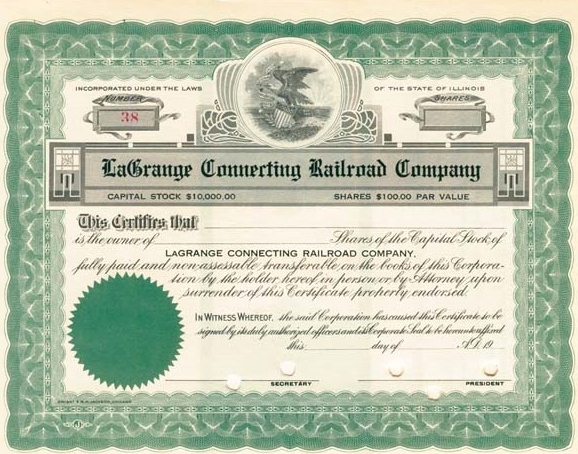 INCORPORATED UNDER THE LAWS OF THE STATE OF ILLINOIS
NUMBER SHARES
38
LaGrange Connecting Railroad Company
CAPITAL STOCK $10,000.00 SHARES $100.00 PAR VALUE
This Certifies that
is the owner of Shares of the Capital Stock of
LAGRANGE CONNECTING RAILROAD COMPANY,
fully paid and non-assessable, transferable on the books of this Corpora-
tion by the holder hereof in person or by Attorney upon
surrender of this Certificate properly endorsed.
IN WITNESS WHEREOF, the said Corporation has caused this Certificate to be
signed by its duly authorized officers and its Corporate Seal to be hereunto affixed
this day of A.D. 19
SECRETARY PRESIDENT